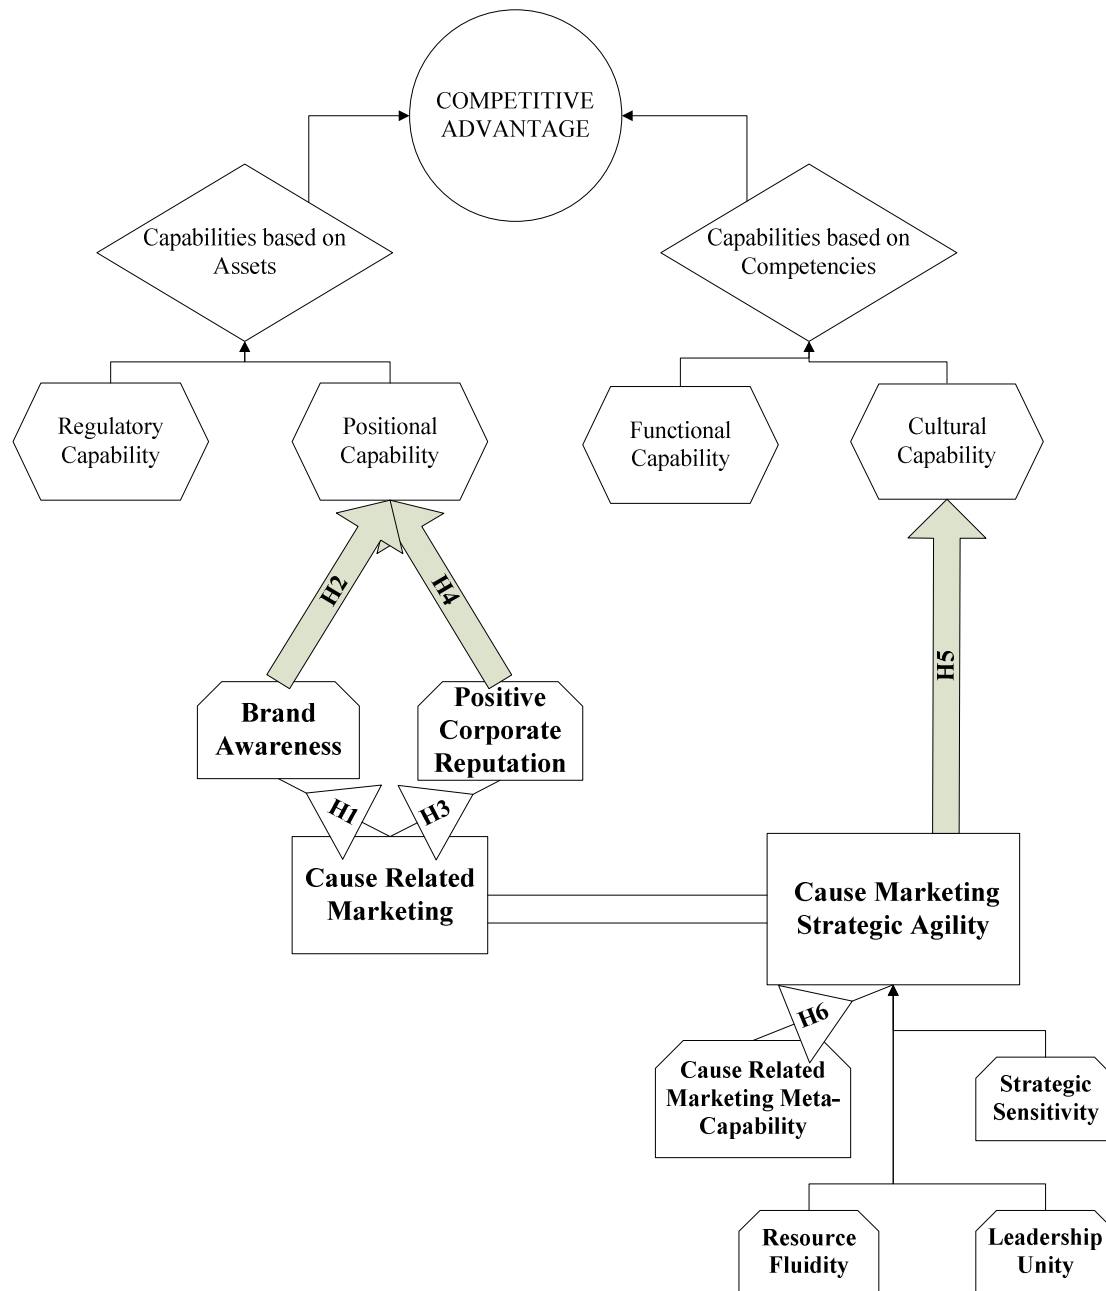 COMPETITIVE
ADVANTAGE
Capabilities based on
Assets
Capabilities based on
Competencies
Regulatory
Capability
Positional
Capability
Functional
Capability
Cultural
Capability
H2
H4
H5
Brand
Awareness
Positive
Corporate
Reputation
H1
H3
Cause Related
Marketing
Cause Marketing
Strategic Agility
H6
Cause Related
Marketing Meta-
Capability
Strategic
Sensitivity
Resource
Fluidity
Leadership
Unity